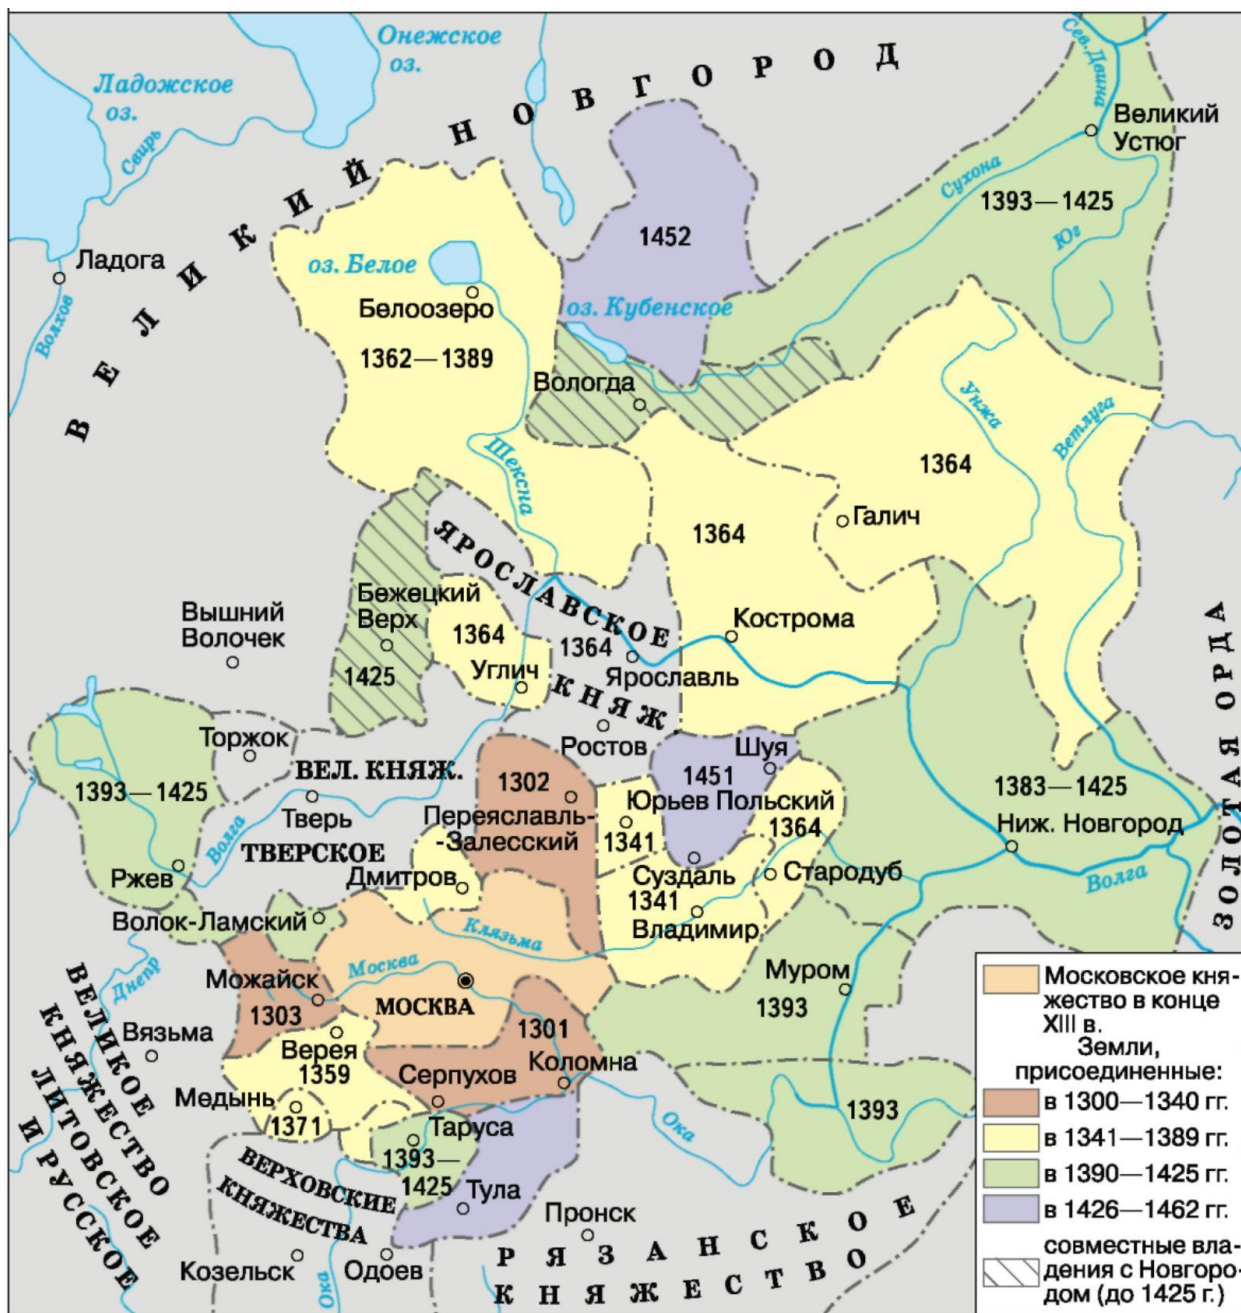 Онежское
оз.
Ладожское
оз.
Свирь
ВЕЛИКИЙ НОВГОРОД
Сев. Двина
Великий
Устюг
Сухона
1393—1425
Юг
1452
Ладога
Волхов
оз. Белое
Белоозеро
1362—1389
оз. Кубенское
Вологда
Унжа
Ветлуга
Шексна
1364
Галич
1364
ЯРОСЛАВСКОЕ
КНЯЖ.
Бежецкий
Верх
1425
1364
Углич
1364
Ярославль
Кострома
Вышний
Волочек
Ростов
Торжок
ВЕЛ. КНЯЖ.
ТВЕРСКОЕ
1302
Шуя
1451
1393—1425
Тверь
Волга
Переяславль-
-Залесский
Юрьев Польский
1341
1364
1383—1425
Ниж. Новгород
Волга
ЗОЛОТАЯ ОРДА
Ржев
Дмитров
Суздаль
1341
Владимир
Стародуб
Волок-Ламский
Клязьма
Днепр
Можайск
1303
Москва
МОСКВА
Муром
1393
Вязьма
Верея
1359
1301
Коломна
Серпухов
Медынь
1371
Таруса
1393—
1425
Ока
1393
ВЕЛИКОЕ
КНЯЖЕСТВО
ЛИТОВСКОЕ
И РУССКОЕ
ВЕРХОВСКИЕ
КНЯЖЕСТВА
Тула
Пронск
Козельск
Одоев
Ока
РЯЗАНСКОЕ
КНЯЖЕСТВО
Московское кня-
жество в конце
XIII в.
Земли,
присоединенные:
в 1300—1340 гг.
в 1341—1389 гг.
в 1390—1425 гг.
в 1426—1462 гг.
совместные вла-
дения с Новгоро-
дом (до 1425 г.)